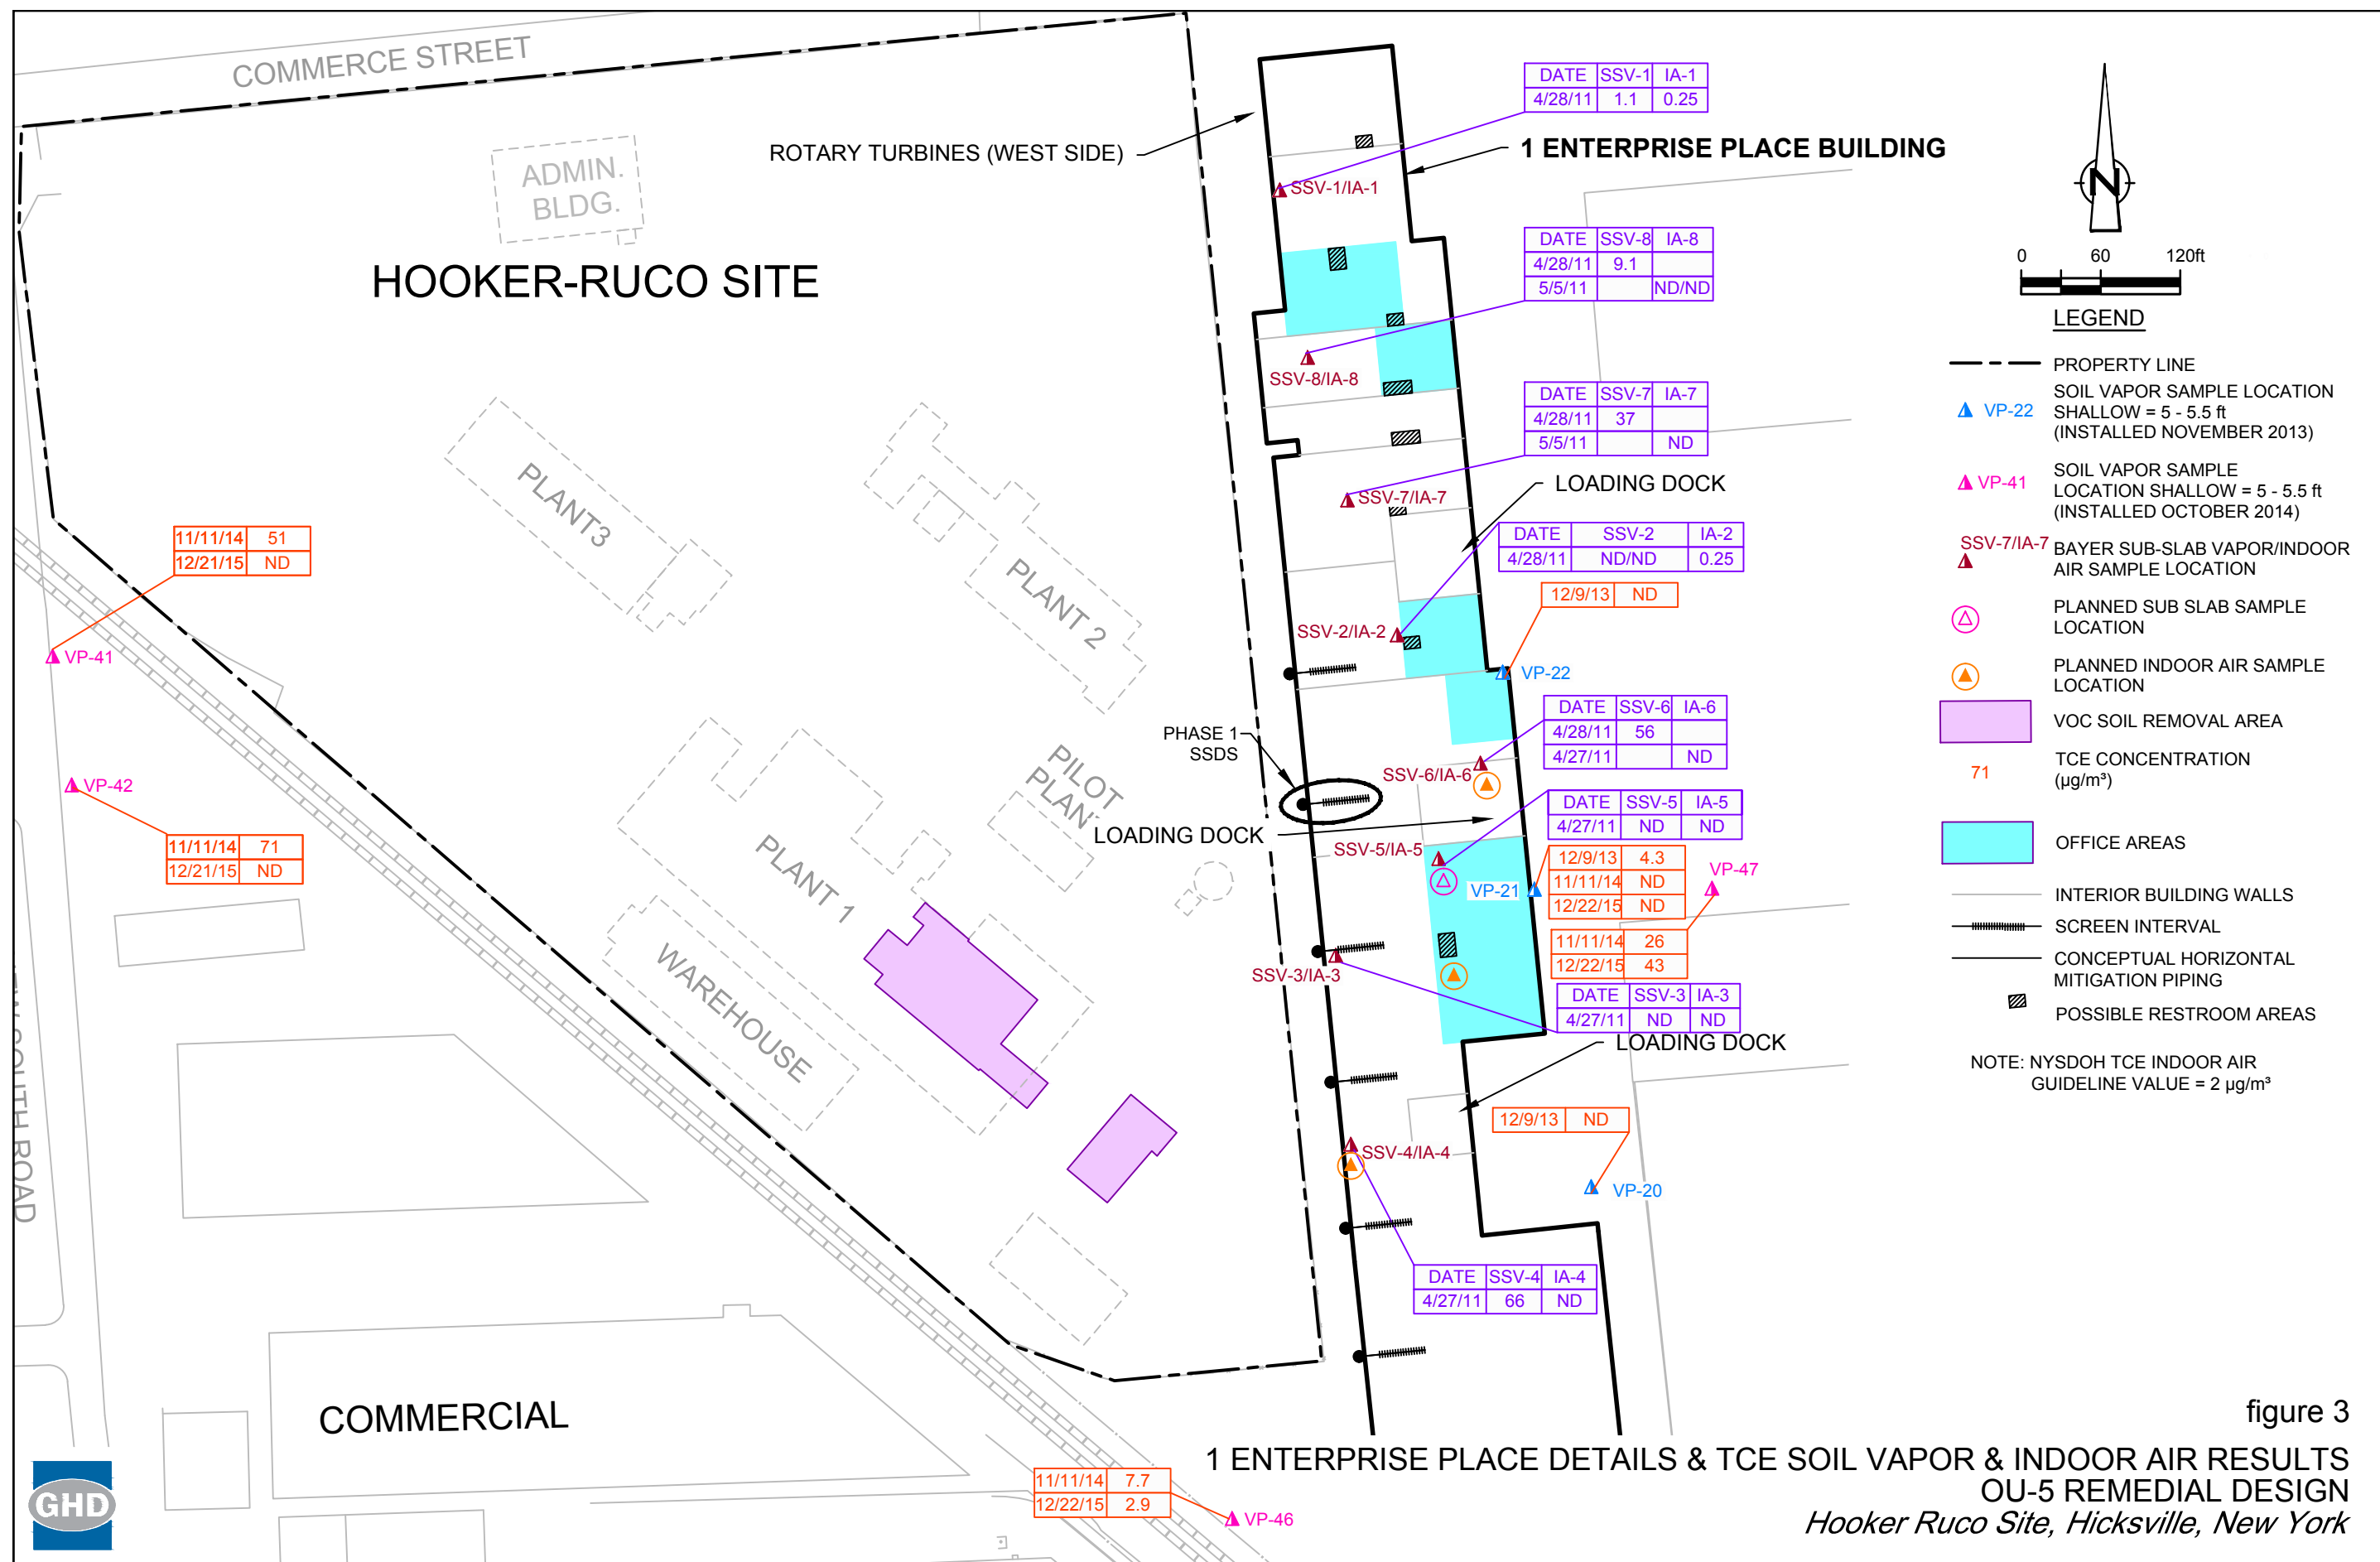 COMMERCE STREET
ADMIN.
BLDG.
HOOKER-RUCO SITE
ROTARY TURBINES (WEST SIDE)
DATE SSV-1 IA-1
4/28/11 1.1 0.25
1 ENTERPRISE PLACE BUILDING
SSV-1/IA-1
DATE SSV-8 IA-8
4/28/11 9.1
5/5/11 ND/ND
SSV-8/IA-8
DATE SSV-7 IA-7
4/28/11 37
5/5/11 ND
SSV-7/IA-7
LOADING DOCK
DATE SSV-2 IA-2
4/28/11 ND/ND 0.25
12/9/13 ND
SSV-2/IA-2
VP-22
PLANT3
PLANT 2
11/11/14 51
12/21/15 ND
VP-41
VP-42
11/11/14 71
12/21/15 ND
PHASE 1
SSDS
PILOT
PLANT
DATE SSV-6 IA-6
4/28/11 56
4/27/11 ND
SSV-6/IA-6
LOADING DOCK
DATE SSV-5 IA-5
4/27/11 ND ND
SSV-5/IA-5
12/9/13 4.3
11/11/14 ND
12/22/15 ND
VP-21
VP-47
11/11/14 26
12/22/15 43
PLANT 1
WAREHOUSE
SSV-3/IA-3
DATE SSV-3 IA-3
4/27/11 ND ND
LOADING DOCK
12/9/13 ND
SSV-4/IA-4
VP-20
DATE SSV-4 IA-4
4/27/11 66 ND
SOUTH ROAD
COMMERCIAL
11/11/14 7.7
12/22/15 2.9
VP-46
N
0 60 120ft
LEGEND
PROPERTY LINE
VP-22 SOIL VAPOR SAMPLE LOCATION
SHALLOW = 5 - 5.5 ft
(INSTALLED NOVEMBER 2013)
VP-41 SOIL VAPOR SAMPLE
LOCATION SHALLOW = 5 - 5.5 ft
(INSTALLED OCTOBER 2014)
SSV-7/IA-7 BAYER SUB-SLAB VAPOR/INDOOR
AIR SAMPLE LOCATION
PLANNED SUB SLAB SAMPLE
LOCATION
PLANNED INDOOR AIR SAMPLE
LOCATION
VOC SOIL REMOVAL AREA
71 TCE CONCENTRATION
(µg/m³)
OFFICE AREAS
INTERIOR BUILDING WALLS
SCREEN INTERVAL
CONCEPTUAL HORIZONTAL
MITIGATION PIPING
POSSIBLE RESTROOM AREAS
NOTE: NYSDOH TCE INDOOR AIR
GUIDELINE VALUE = 2 µg/m³
figure 3
1 ENTERPRISE PLACE DETAILS & TCE SOIL VAPOR & INDOOR AIR RESULTS
OU-5 REMEDIAL DESIGN
Hooker Ruco Site, Hicksville, New York
GHD